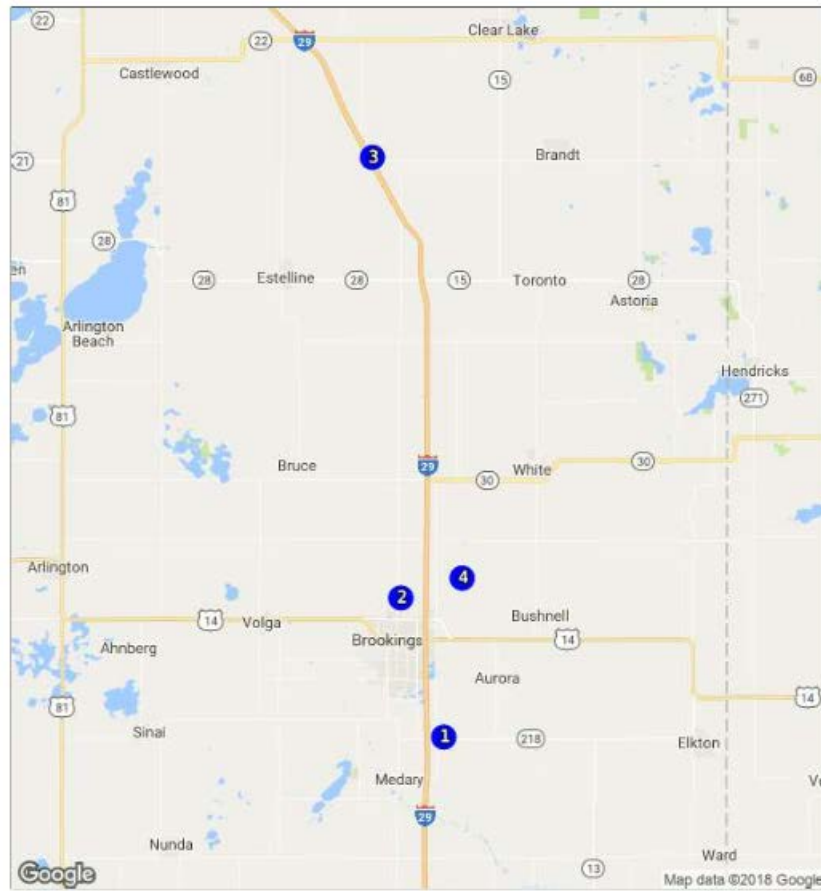 22
Clear Lake
22
29
Castlewood
15
68
3
Brandt
21
81
28
Estelline
28
28
15
Toronto
28
Astoria
en
Arlington
Beach
Hendricks
271
81
Bruce
29
White
30
30
Arlington
4
2
14
Volga
Bushnell
Brookings
14
Ahnberg
Aurora
81
14
Sinai
1
218
Elkton
Medary
29
Nunda
Ward
13
Google
Map data ©2018 Google